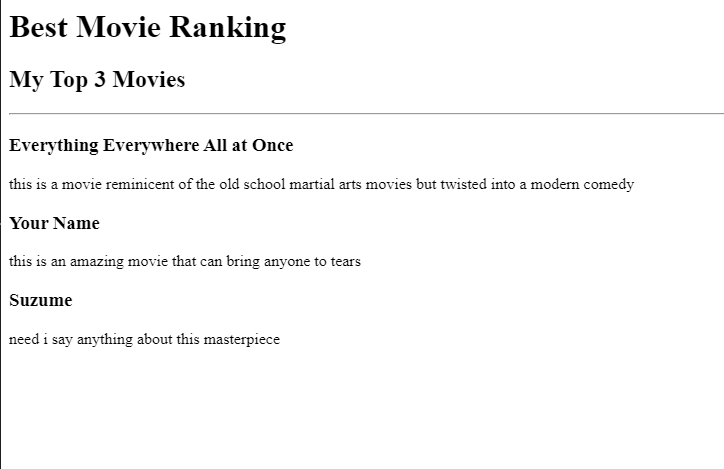 Best Movie Ranking
My Top 3 Movies
Everything Everywhere All at Once
this is a movie reminicent of the old school martial arts movies but twisted into a modern comedy
Your Name
this is an amazing movie that can bring anyone to tears
Suzume
need i say anything about this masterpiece